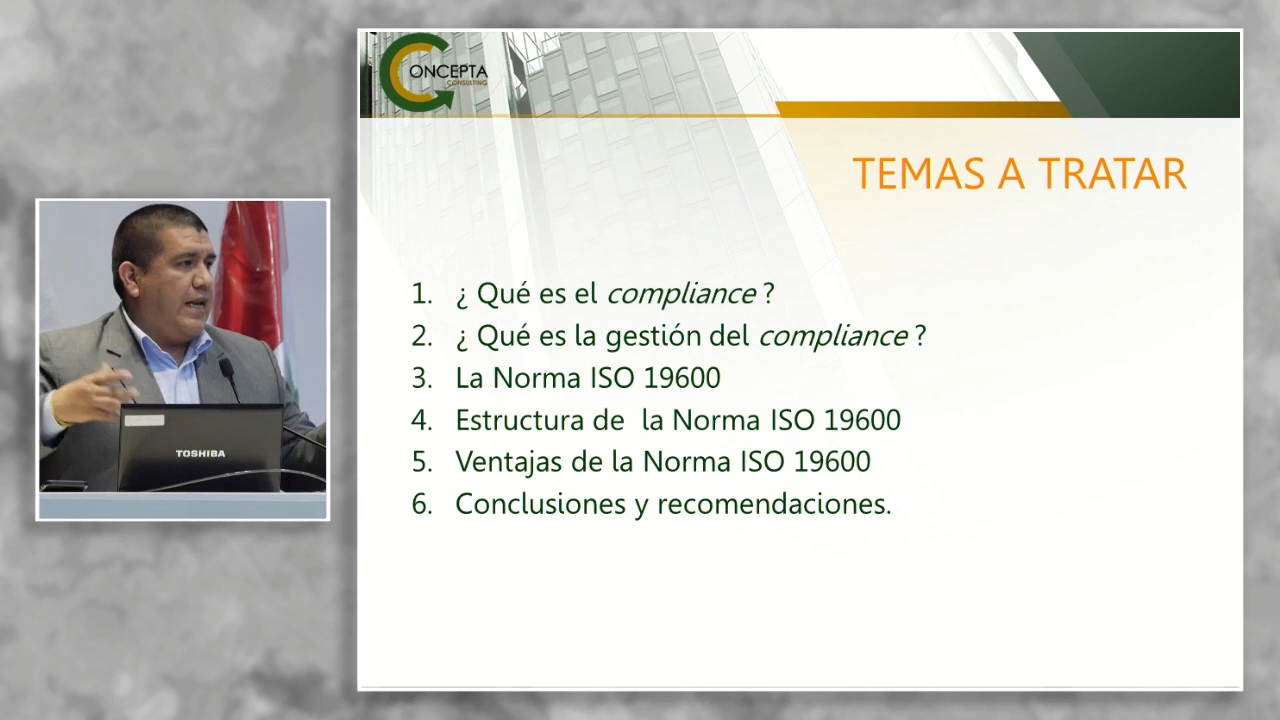 ONCEPTA
CONSULTING
TEMAS A TRATAR
1. ¿ Qué es el compliance ?
2. ¿ Qué es la gestión del compliance ?
3. La Norma ISO 19600
4. Estructura de  la Norma ISO 19600
5. Ventajas de la Norma ISO 19600
6. Conclusiones y recomendaciones.
TOSHIBA